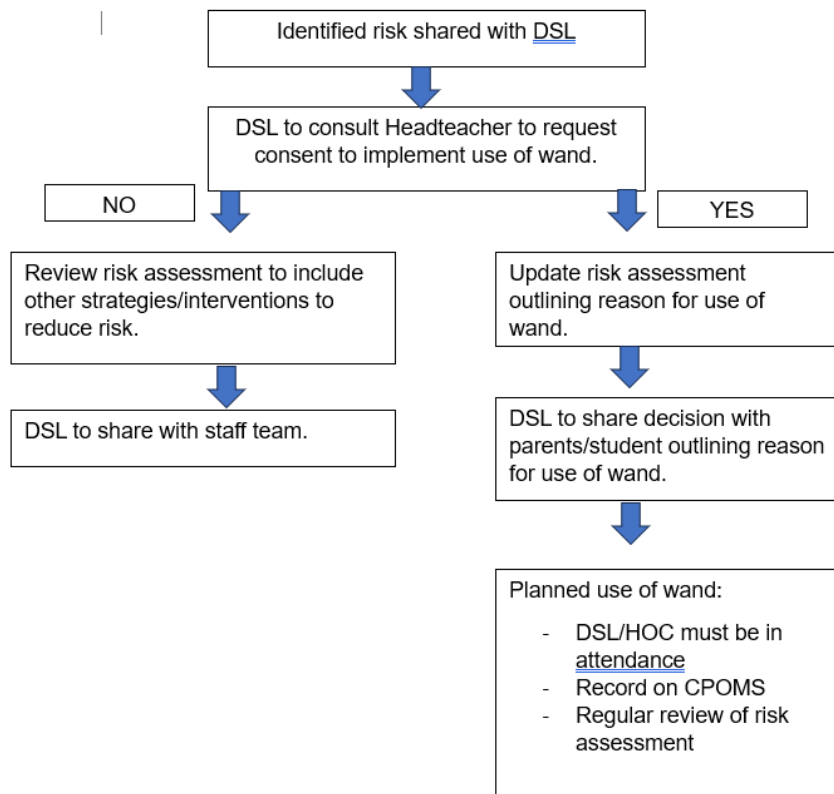 Identified risk shared with DSL
DSL to consult Headteacher to request
consent to implement use of wand.
NO
YES
Review risk assessment to include
other strategies/interventions to
reduce risk.
Update risk assessment
outlining reason for use of
wand.
DSL to share with staff team.
DSL to share decision with
parents/student outlining reason
for use of wand.
Planned use of wand:
- DSL/HOC must be in
attendance
- Record on CPOMS
- Regular review of risk
assessment